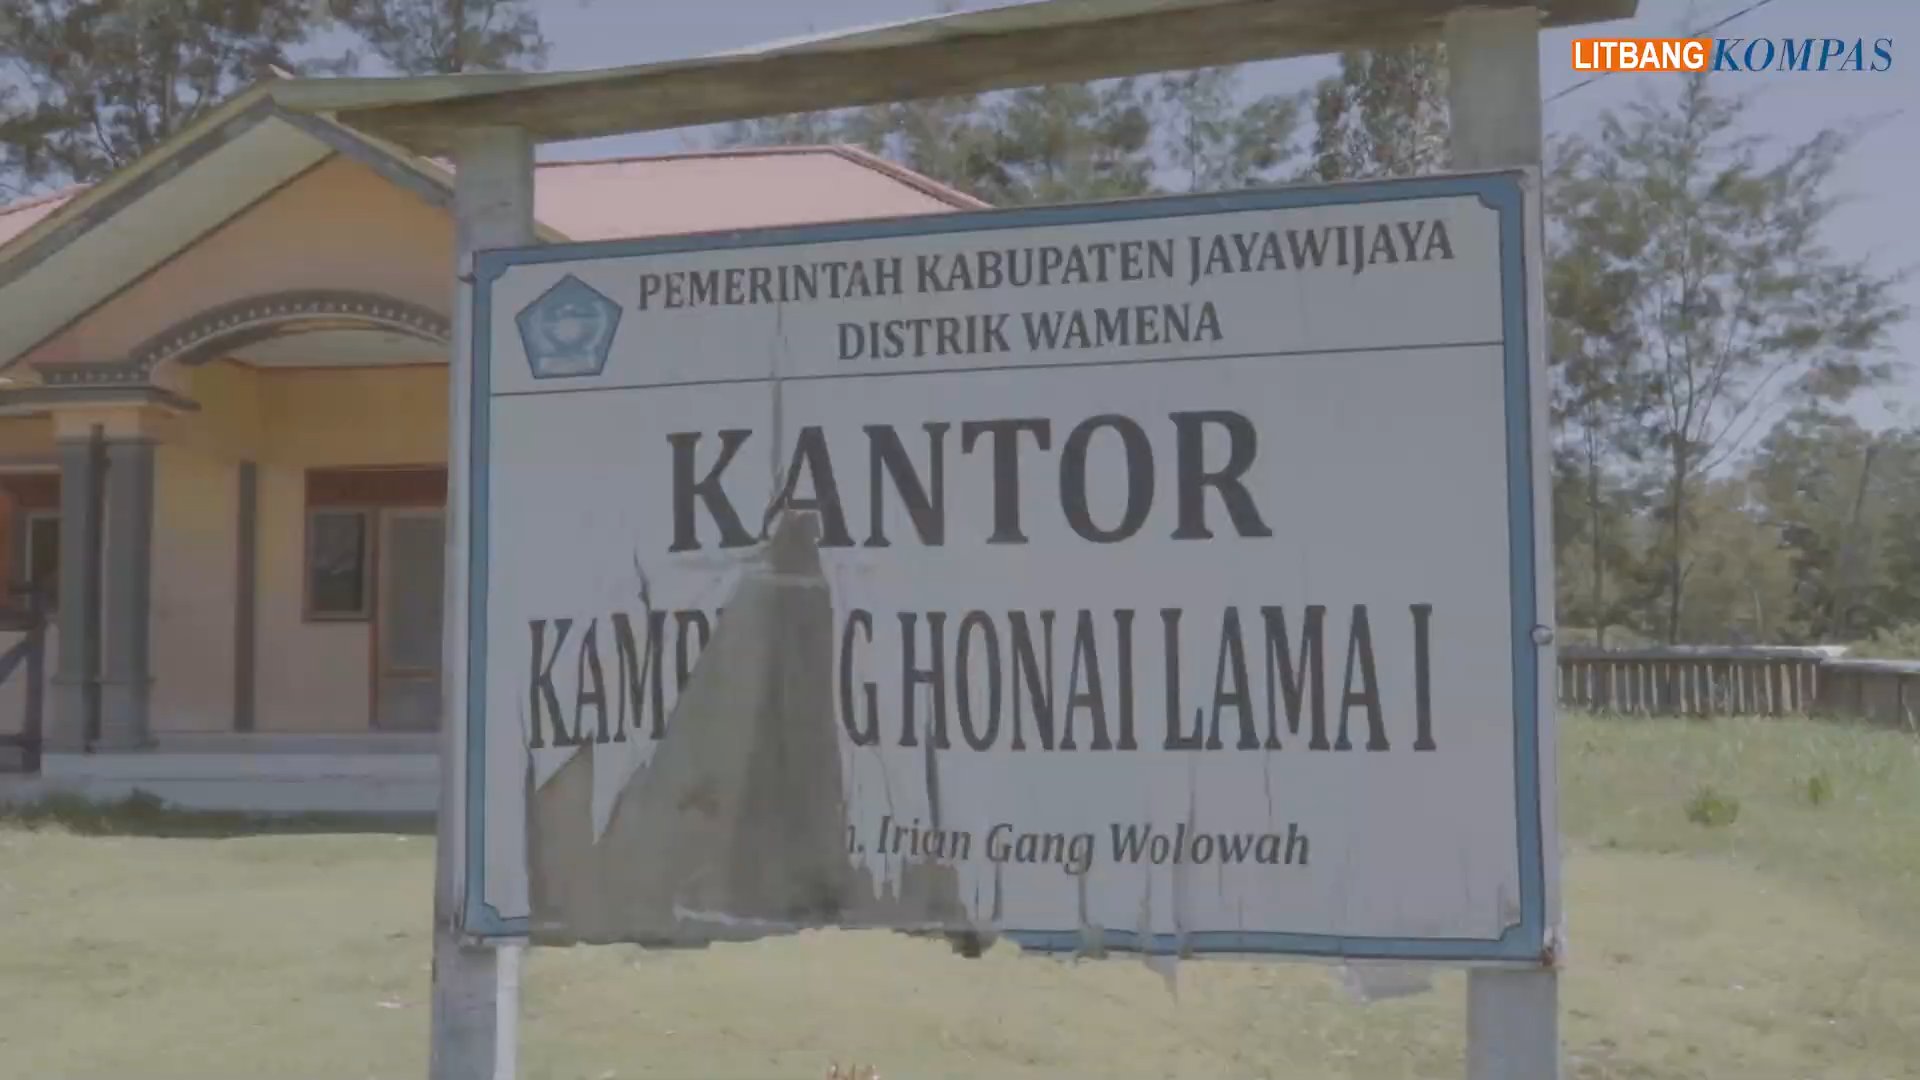 LITBANG KOMPAS
PEMERINTAH KABUPATEN JAYAWIJAYA
DISTRIK WAMENA
KANTOR
HONAI LAMA I
Irian Gang Wolowah